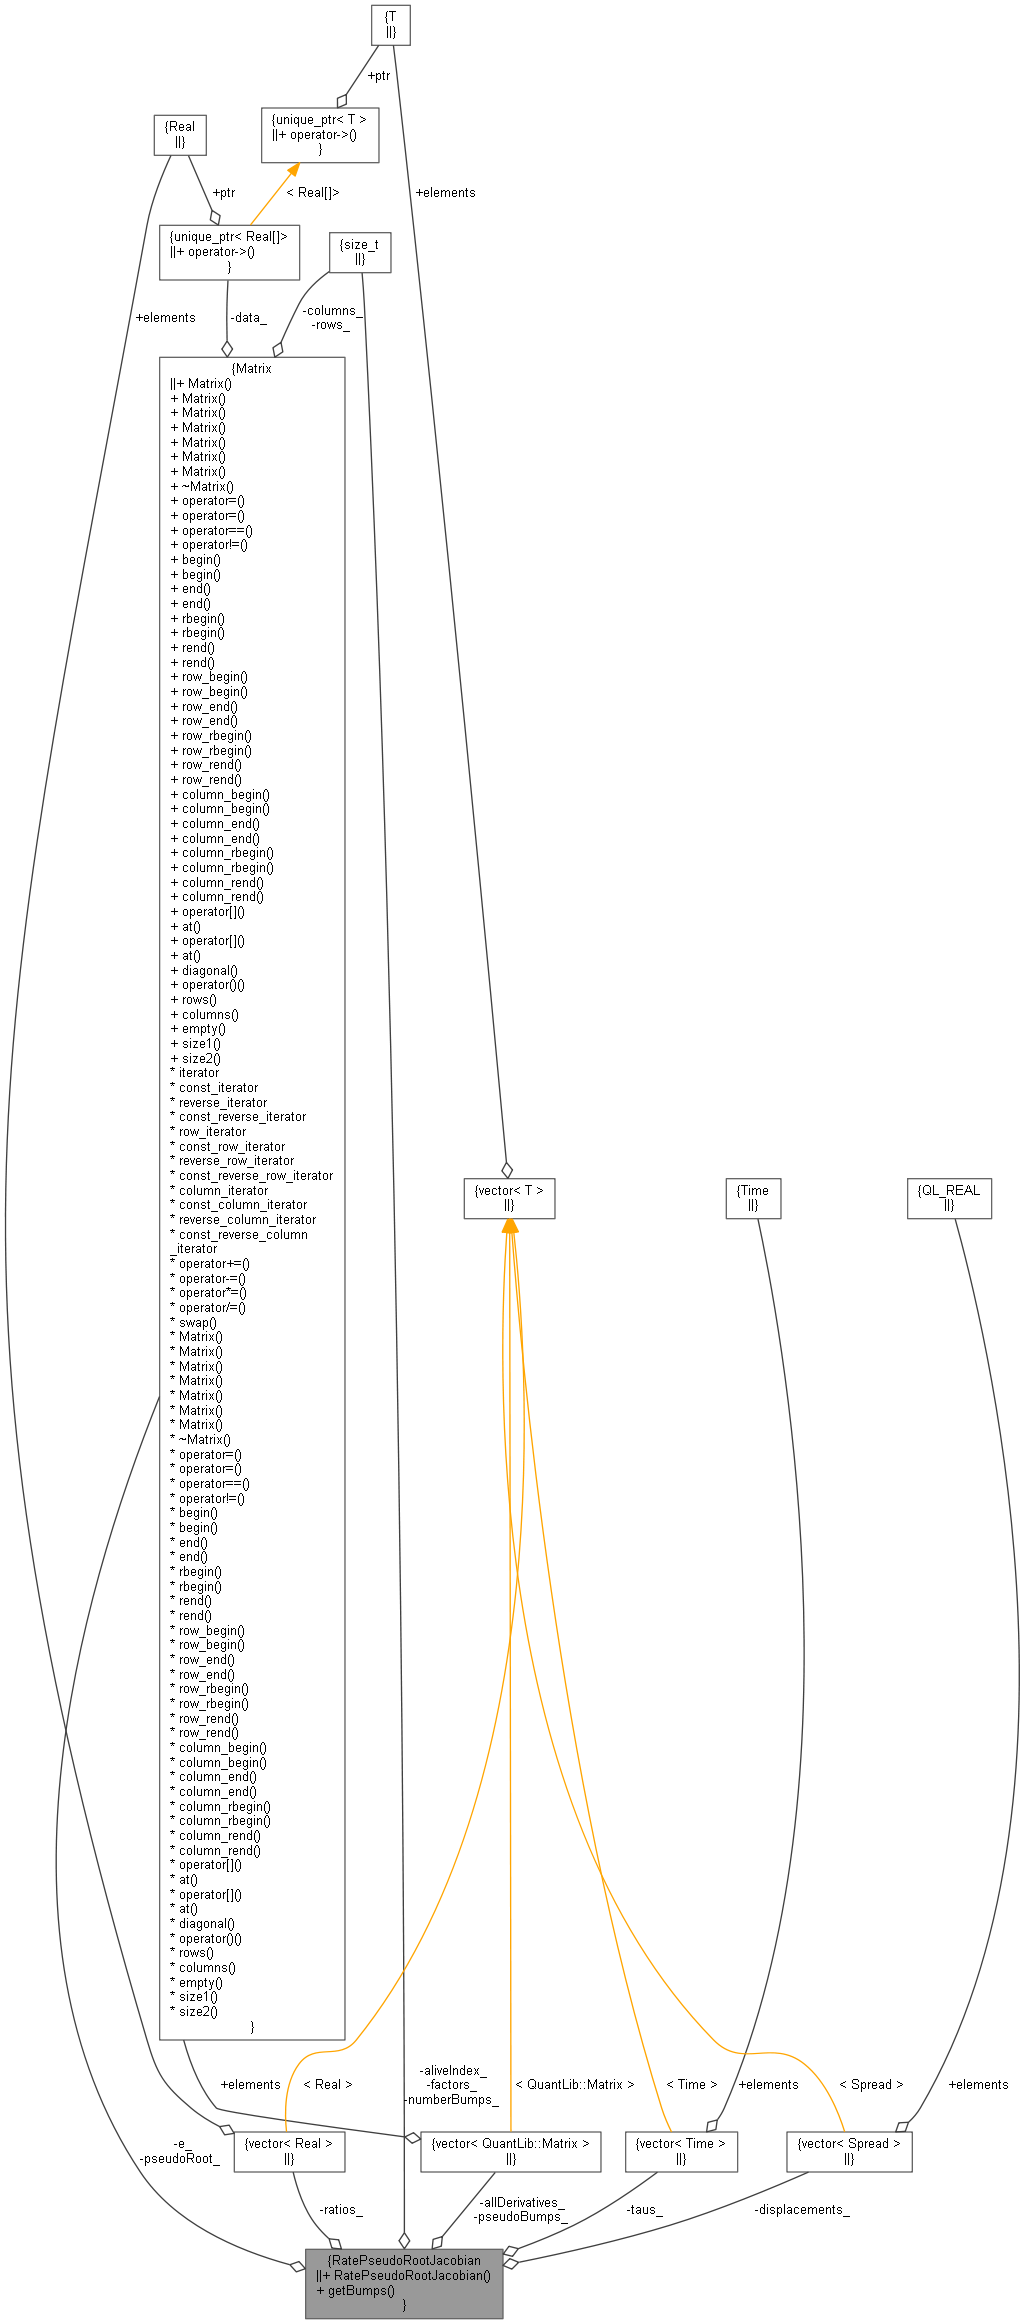 {T
||}
+ptr
{unique_ptr< T >
||+ operator->()
}
{Real
||}
+ptr
< Real[]>
+elements
{unique_ptr< Real[]>
||+ operator->()
}
{size_t
||}
+elements
-data_
-columns_
-rows_
{Matrix
||+ Matrix()
+ Matrix()
+ Matrix()
+ Matrix()
+ Matrix()
+ Matrix()
+ Matrix()
+ ~Matrix()
+ operator=()
+ operator=()
+ operator==()
+ operator!=()
+ begin()
+ begin()
+ end()
+ end()
+ rbegin()
+ rbegin()
+ rend()
+ rend()
+ row_begin()
+ row_begin()
+ row_end()
+ row_end()
+ row_rbegin()
+ row_rbegin()
+ row_rend()
+ row_rend()
+ column_begin()
+ column_begin()
+ column_end()
+ column_end()
+ column_rbegin()
+ column_rbegin()
+ column_rend()
+ column_rend()
+ operator[]()
+ at()
+ operator[]()
+ at()
+ diagonal()
+ operator()()
+ rows()
+ columns()
+ empty()
+ size1()
+ size2()
* iterator
* const_iterator
* reverse_iterator
* const_reverse_iterator
* row_iterator
* const_row_iterator
* reverse_row_iterator
* const_reverse_row_iterator
* column_iterator
* const_column_iterator
* reverse_column_iterator
* const_reverse_column
_iterator
* operator+=()
* operator-=()
* operator*=()
* operator/=()
* swap()
* Matrix()
* Matrix()
* Matrix()
* Matrix()
* Matrix()
* Matrix()
* Matrix()
* ~Matrix()
* operator=()
* operator=()
* operator==()
* operator!=()
* begin()
* begin()
* end()
* end()
* rbegin()
* rbegin()
* rend()
* rend()
* row_begin()
* row_begin()
* row_end()
* row_end()
* row_rbegin()
* row_rbegin()
* row_rend()
* row_rend()
* column_begin()
* column_begin()
* column_end()
* column_end()
* column_rbegin()
* column_rbegin()
* column_rend()
* column_rend()
* operator[]()
* at()
* operator[]()
* at()
* diagonal()
* operator()()
* rows()
* columns()
* empty()
* size1()
* size2()
}
{vector< T >
||}
{Time
||}
{QL_REAL
||}
+elements
< Real >
-aliveIndex_
-factors_
-numberBumps_
< QuantLib::Matrix >
< Time >
+elements
< Spread >
+elements
-e_
-pseudoRoot_
{vector< Real >
||}
{vector< QuantLib::Matrix >
||}
{vector< Time >
||}
{vector< Spread >
||}
-ratios_
-allDerivatives_
-pseudoBumps_
-taus_
-displacements_
{RatePseudoRootJacobian
||+ RatePseudoRootJacobian()
+ getBumps()
}